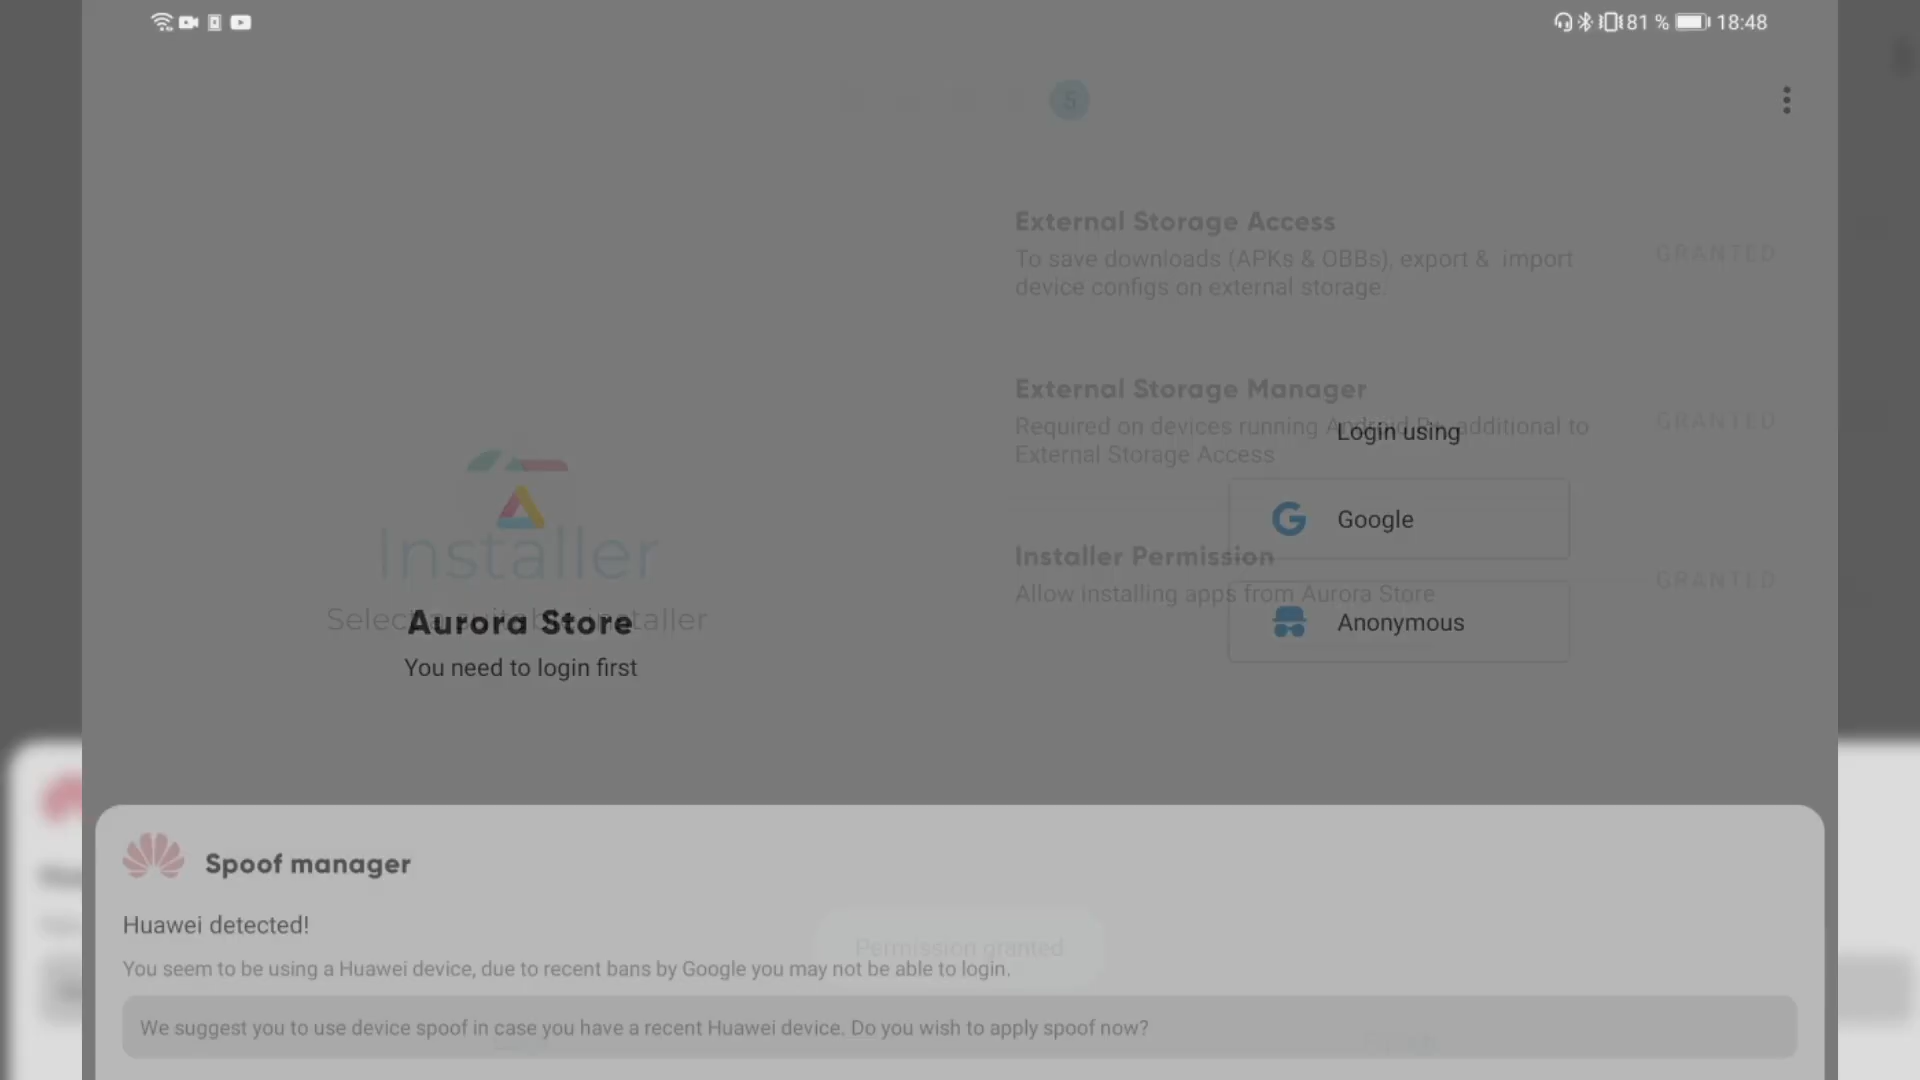 81 % 18:48
5
External Storage Access
To save downloads (APKs & OBBs), export & import
device configs on external storage.
GRANTED
External Storage Manager
Required on devices running Android R+ additional to
External Storage Access
GRANTED
Login using
Google
Installer Permission
Allow installing apps from Aurora Store
GRANTED
Anonymous
Installer
Select a suitable installer
Aurora Store
You need to login first
Spoof manager
Huawei detected!
Permission granted
You seem to be using a Huawei device, due to recent bans by Google you may not be able to login.
We suggest you to use device spoof in case you have a recent Huawei device. Do you wish to apply spoof now?